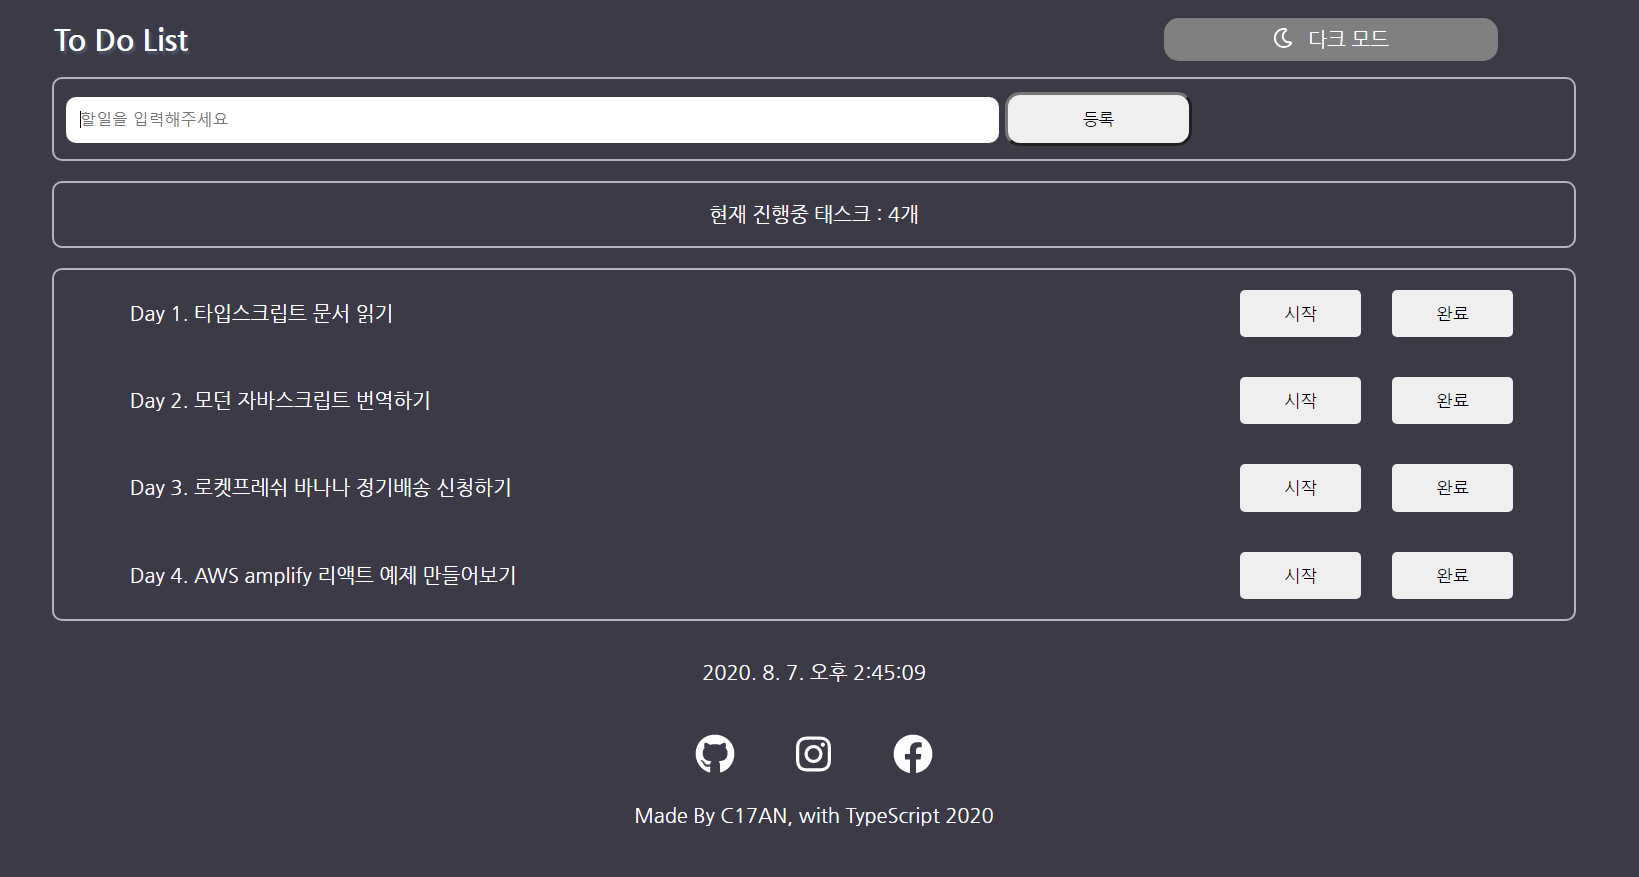 To Do List
다크 모드
할일을 입력해주세요
등록
현재 진행중 태스크 : 4개
Day 1. 타입스크립트 문서 읽기
시작
완료
Day 2. 모던 자바스크립트 번역하기
시작
완료
Day 3. 로켓프레쉬 바나나 정기배송 신청하기
시작
완료
Day 4. AWS amplify 리액트 예제 만들어보기
시작
완료
2020. 8. 7. 오후 2:45:09
Made By C17AN, with TypeScript 2020